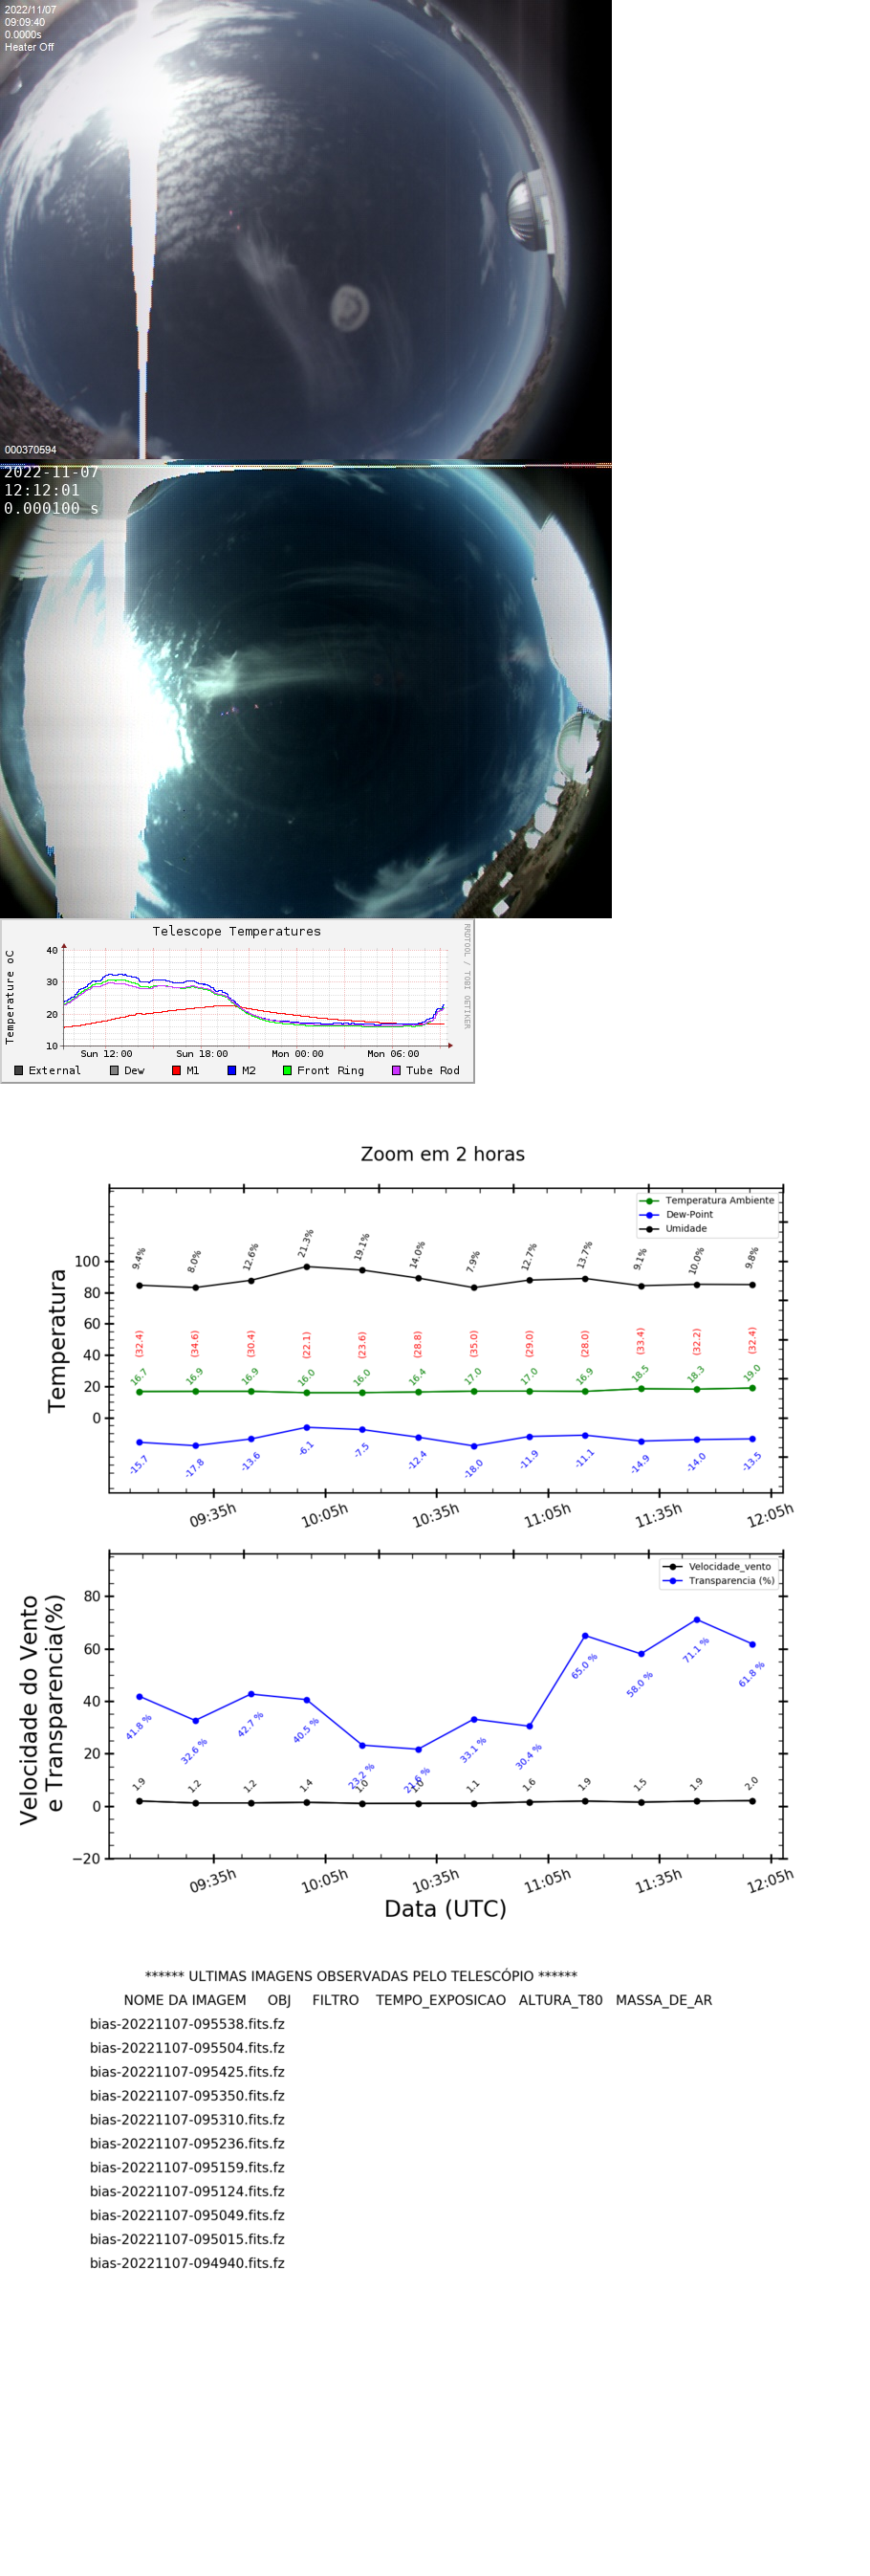 2022/11/07
09:09:40
0.0000s
Heater Off
000370594
2022-11-07
12:12:01
0.000100 s
Telescope Temperatures
RRDTOOL / TOBI OETIKER
Temperature oC
40
30
20
10
Sun 12:00 Sun 18:00 Mon 00:00 Mon 06:00
External Dew M1 M2 Front Ring Tube Rod
Zoom em 2 horas
Temperatura Ambiente
Dew-Point
Umidade
Temperatura
100
80
60
40
20
0
9.4% 8.0% 12.6% 21.3% 19.1% 14.0% 7.9% 12.7% 13.7% 9.1% 10.0% 9.8%
(32.4) (34.6) (30.4) (22.1) (23.6) (28.8) (35.0) (29.0) (28.0) (33.4) (32.2) (32.4)
16.7 16.9 16.9 16.0 16.0 16.4 17.0 17.0 16.9 18.5 18.3 19.0
-15.7 -17.8 -13.6 -6.1 -7.5 -12.4 -18.0 -11.9 -11.1 -14.9 -14.0 -13.5
09:35h 10:05h 10:35h 11:05h 11:35h 12:05h
Velocidade_vento
Transparencia (%)
Velocidade do Vento
e Transparencia(%)
80
60
40
20
0
−20
41.8 % 32.6 % 42.7 % 40.5 % 23.2 % 21.6 % 33.1 % 30.4 % 65.0 % 58.0 % 71.1 % 61.8 %
1.9 1.2 1.2 1.4 1.0 1.0 1.1 1.6 1.9 1.5 1.9 2.0
09:35h 10:05h 10:35h 11:05h 11:35h 12:05h
Data (UTC)
****** ULTIMAS IMAGENS OBSERVADAS PELO TELESCÓPIO ******
NOME DA IMAGEM OBJ FILTRO TEMPO_EXPOSICAO ALTURA_T80 MASSA_DE_AR
bias-20221107-095538.fits.fz
bias-20221107-095504.fits.fz
bias-20221107-095425.fits.fz
bias-20221107-095350.fits.fz
bias-20221107-095310.fits.fz
bias-20221107-095236.fits.fz
bias-20221107-095159.fits.fz
bias-20221107-095124.fits.fz
bias-20221107-095049.fits.fz
bias-20221107-095015.fits.fz
bias-20221107-094940.fits.fz